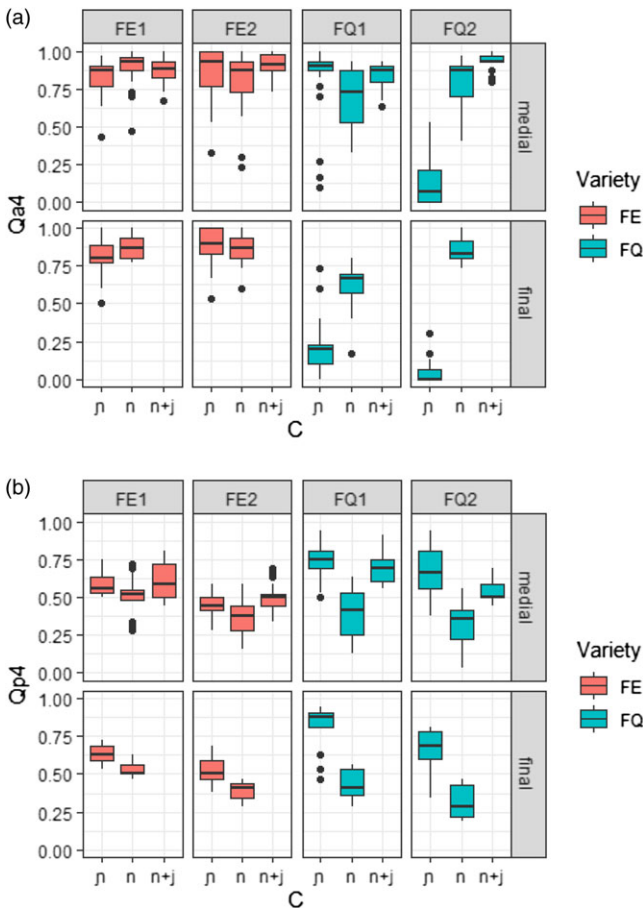 (a)
FE1 FE2 FQ1 FQ2
1.00
0.75
0.50
0.25
0.00
medial
Qa4
1.00
0.75
0.50
0.25
0.00
final
ɲ n n+j ɲ n n+j ɲ n n+j ɲ n n+j
C
Variety
FE
FQ
(b)
FE1 FE2 FQ1 FQ2
1.00
0.75
0.50
0.25
0.00
medial
Qp4
1.00
0.75
0.50
0.25
0.00
final
ɲ n n+j ɲ n n+j ɲ n n+j ɲ n n+j
C
Variety
FE
FQ